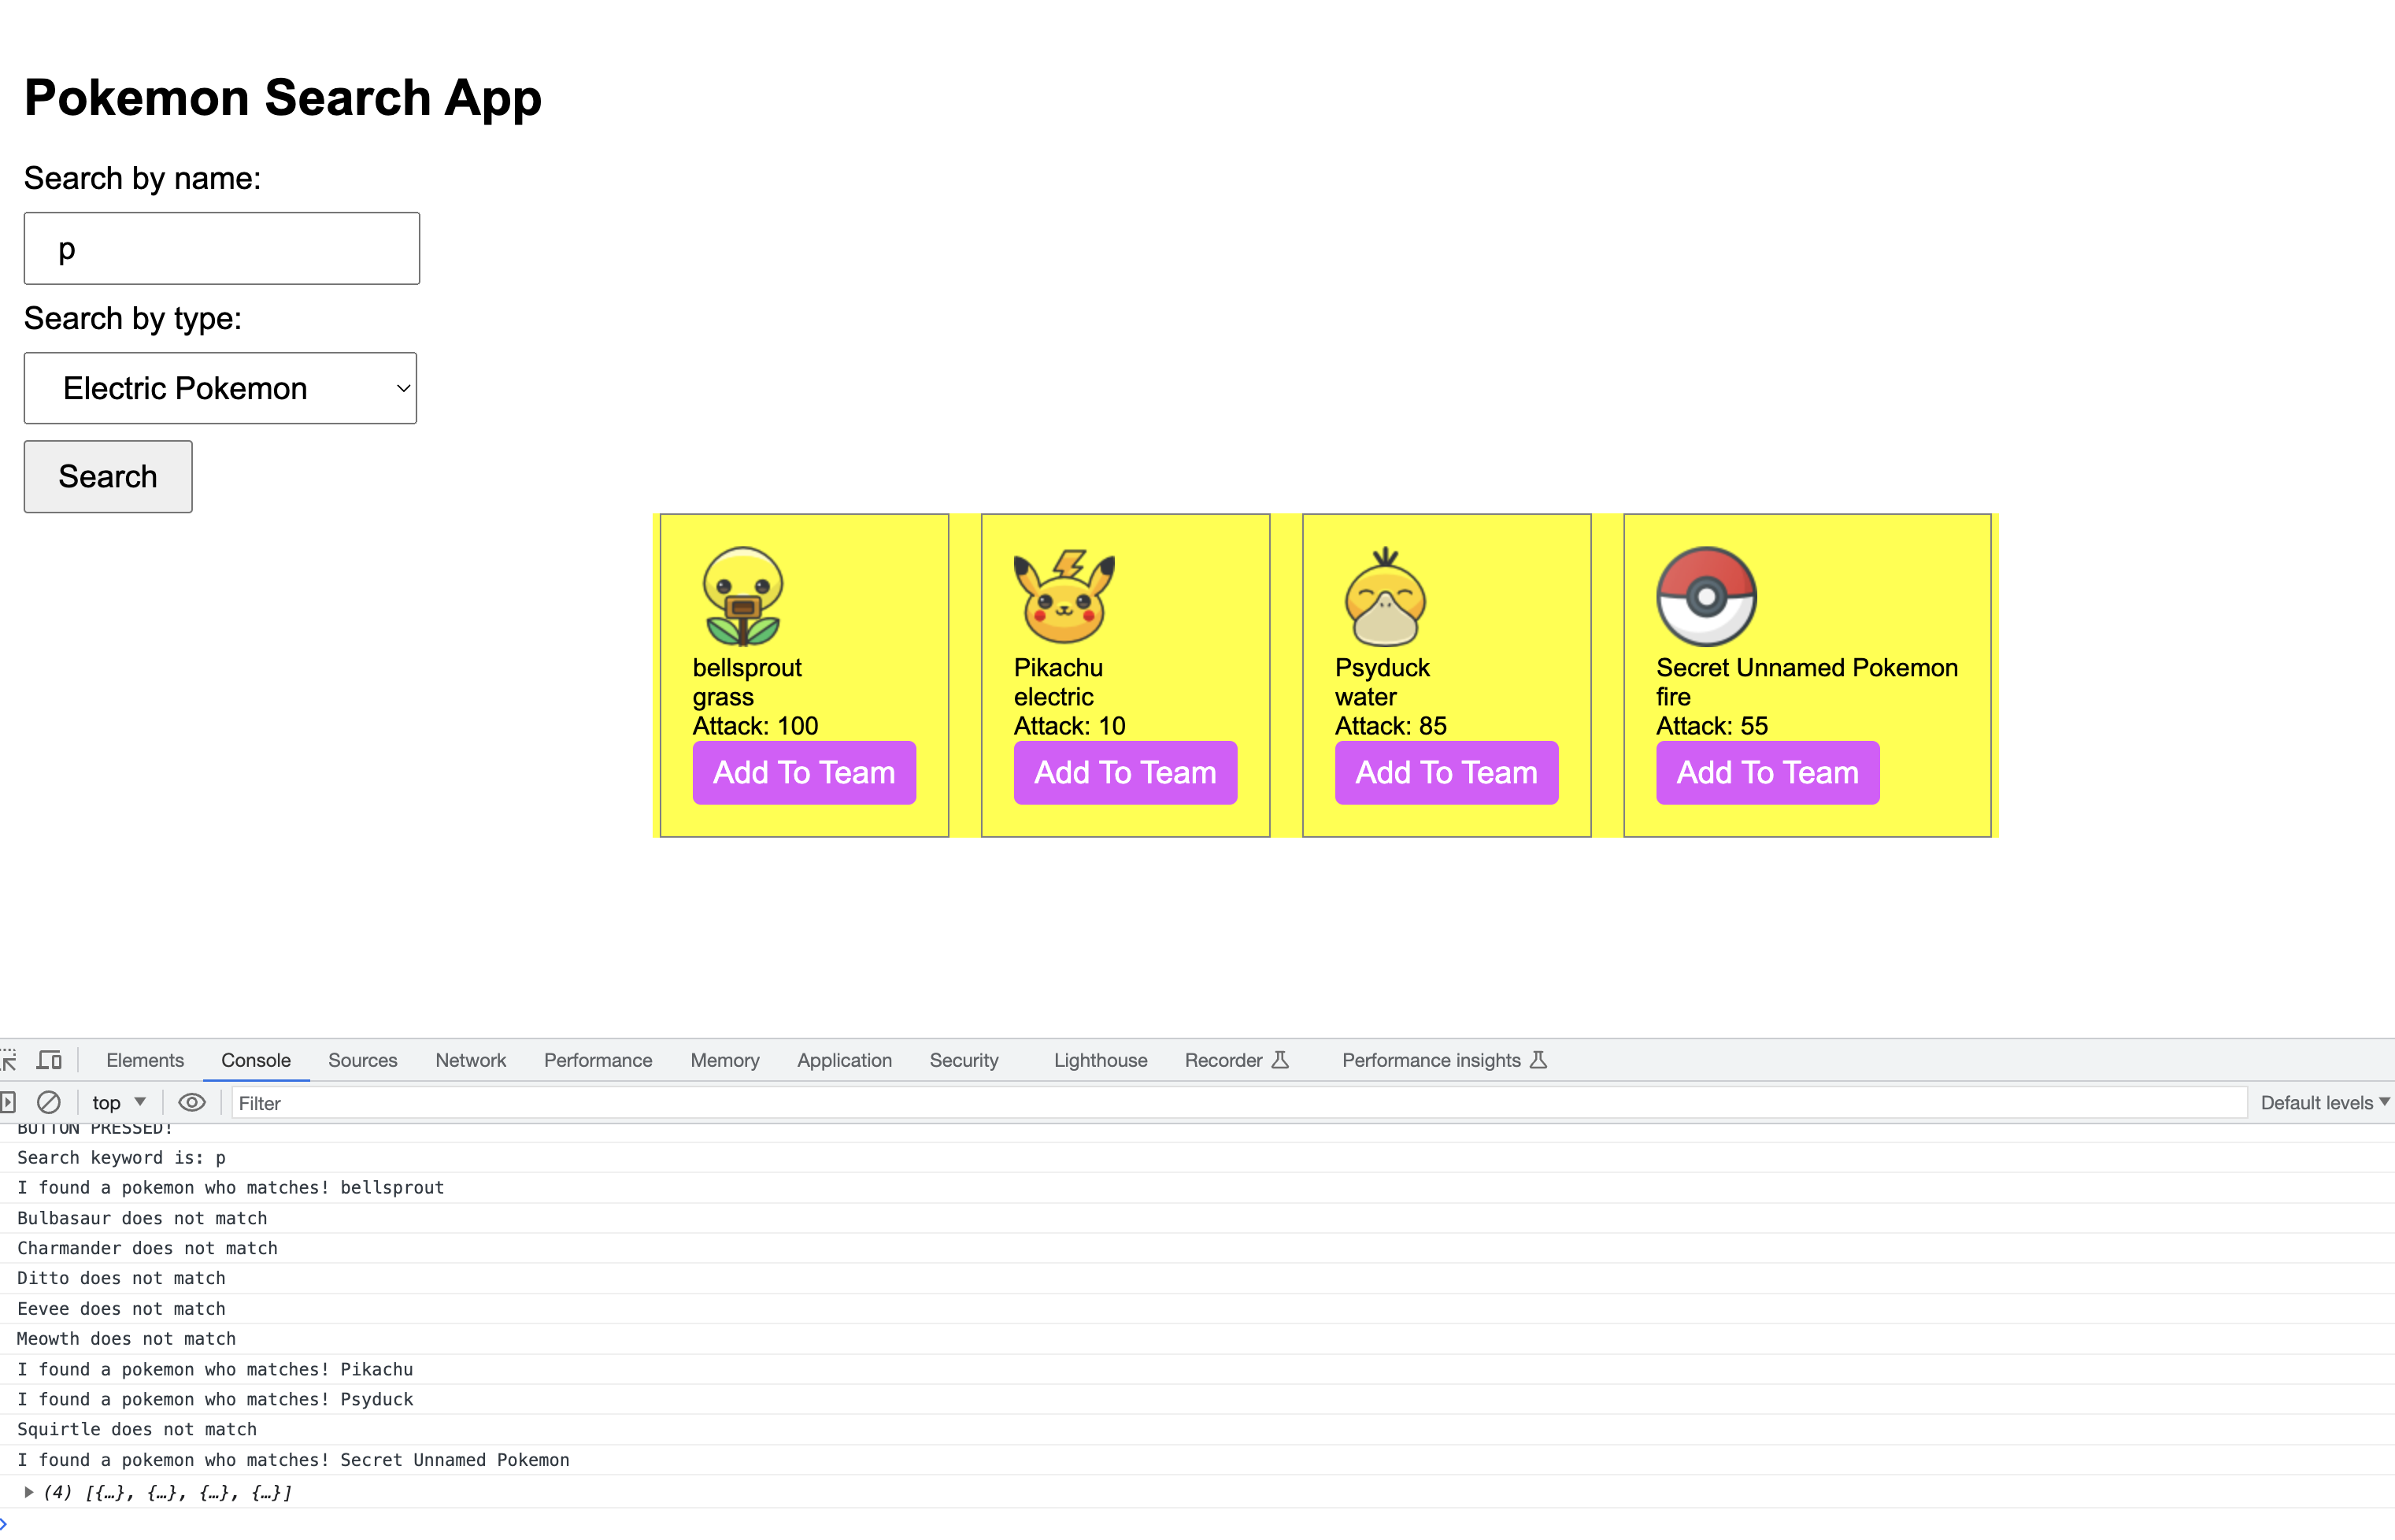 Pokemon Search App
Search by name:
p
Search by type:
Electric Pokemon
Search
bellsprout
grass
Attack: 100
Add To Team
Pikachu
electric
Attack: 10
Add To Team
Psyduck
water
Attack: 85
Add To Team
Secret Unnamed Pokemon
fire
Attack: 55
Add To Team
Elements Console Sources Network Performance Memory Application Security Lighthouse Recorder Performance insights
top Filter Default levels
BUTTON PRESSED!
Search keyword is: p
I found a pokemon who matches! bellsprout
Bulbasaur does not match
Charmander does not match
Ditto does not match
Eevee does not match
Meowth does not match
I found a pokemon who matches! Pikachu
I found a pokemon who matches! Psyduck
Squirtle does not match
I found a pokemon who matches! Secret Unnamed Pokemon
(4) [{…}, {…}, {…}, {…}]